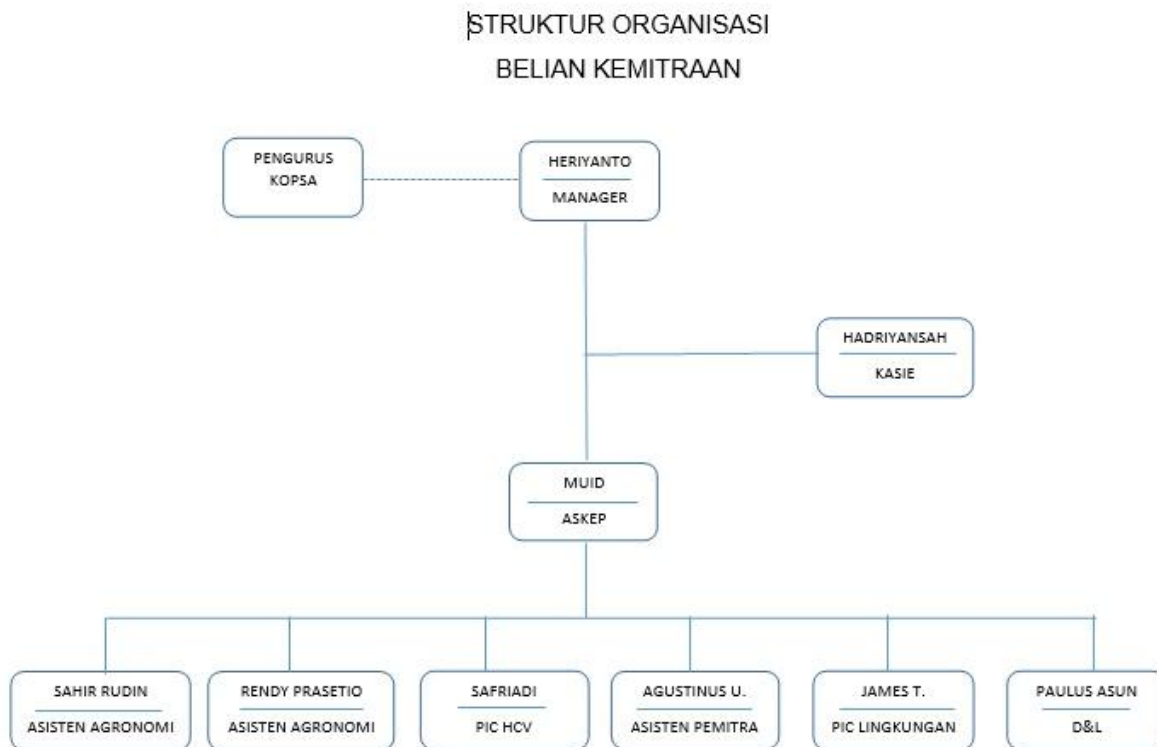 STRUKTUR ORGANISASI
BELIAN KEMITRAAN
PENGURUS
KOPSA
HERIYANTO
MANAGER
HADRIYANSAH
KASIE
MUID
ASKEP
SAHIR RUDIN
ASISTEN AGRONOMI
RENDY PRASETIO
ASISTEN AGRONOMI
SAFRIADI
PIC HCV
AGUSTINUS U.
ASISTEN PEMITRA
JAMES T.
PIC LINGKUNGAN
PAULUS ASUN
D&L